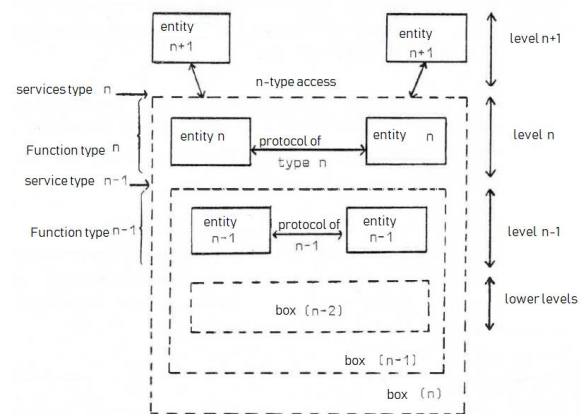 entity
n+1
entity
n+1
level n+1
n-type access
services type n
entity n
protocol of
type n
entity n
level n
Function type n
service type n-1
entity
n-1
protocol of
n-1
entity
n-1
level n-1
Function type n-1
box (n-2)
lower levels
box (n-1)
box (n)